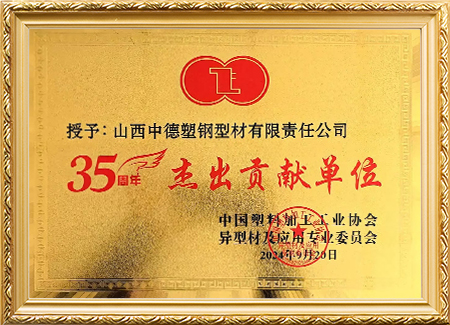 授予：山西中德塑钢型材有限责任公司
35周年 杰出贡献单位
中国塑料加工工业协会
异型材及应用专业委员会
2024年9月20日